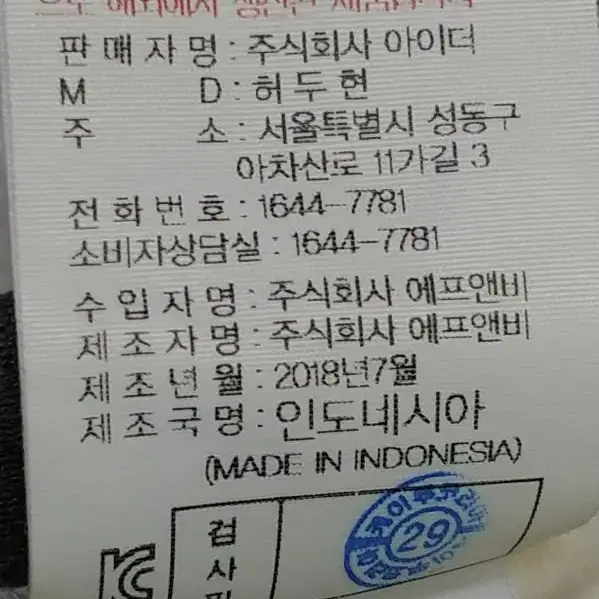 판 매 자 명 : 주식회사 아이더
M D : 허 두 현
주 소 : 서울특별시 성동구
아차산로 11가길 3
전 화 번 호 : 1644-7781
소비자상담실 : 1644-7781
수 입 자 명 : 주식회사 에프앤비
제 조 자 명 : 주식회사 에프앤비
제 조 년 월 : 2018년7월
제 조 국 명 : 인도네시아
(MADE IN INDONESIA)
검
사
29